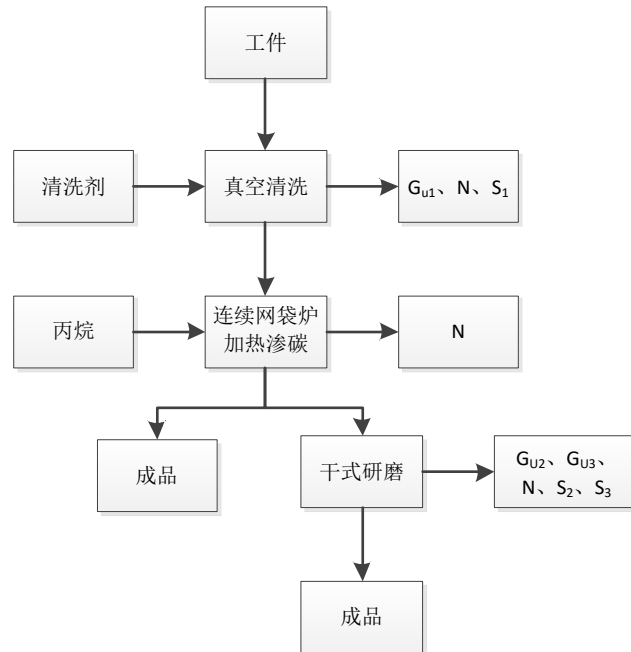 工件
清洗剂
真空清洗
Gu1、N、S1
丙烷
连续网袋炉
加热渗碳
N
成品
干式研磨
GU2、GU3、
N、S2、S3
成品